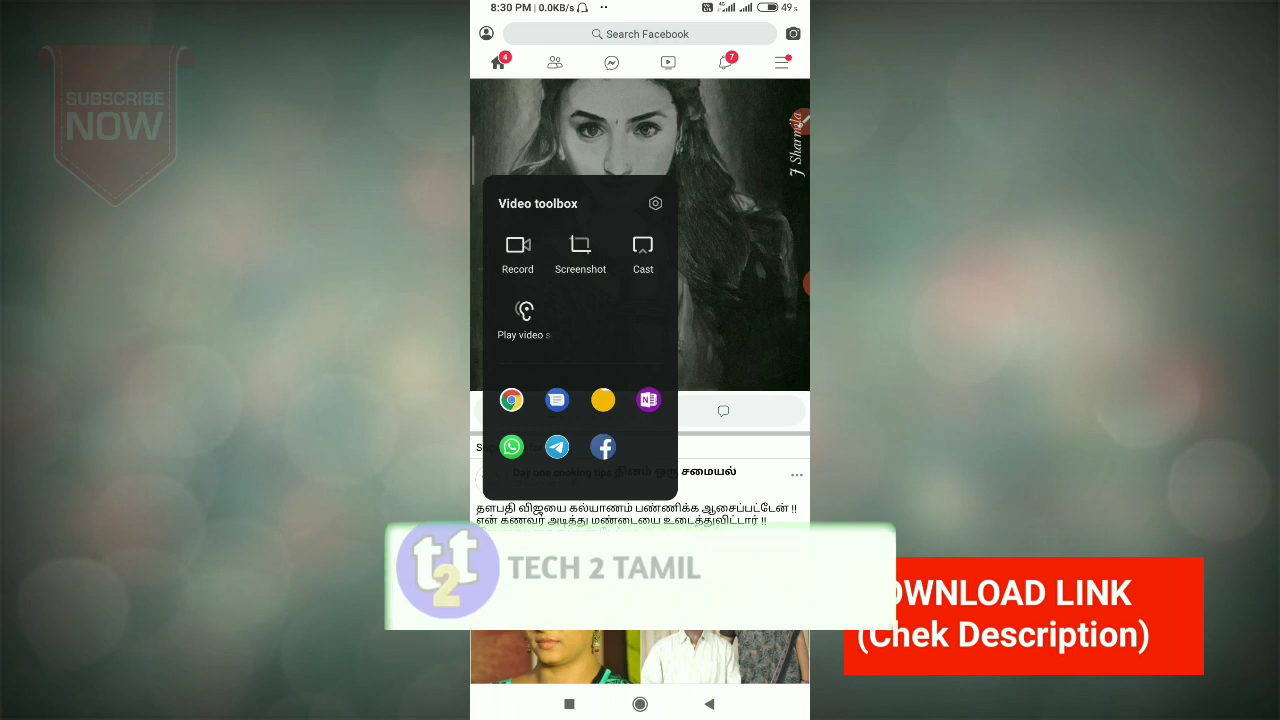 8:30 PM | 0.0KB/s
49
Search Facebook
4
7
SUBSCRIBE
NOW
J Sharmila
Video toolbox
Record
Screenshot
Cast
Play video s
Day one cooking tips தினம் ஒரு சமையல்
தளபதி விஜயை கல்யாணம் பண்ணிக்க ஆசைப்பட்டேன் !!
என் கணவர் அடித்து மண்டையை உடைத்துவிட்டார் !!
t2t
TECH 2 TAMIL
OWNLOAD LINK
(Chek Description)